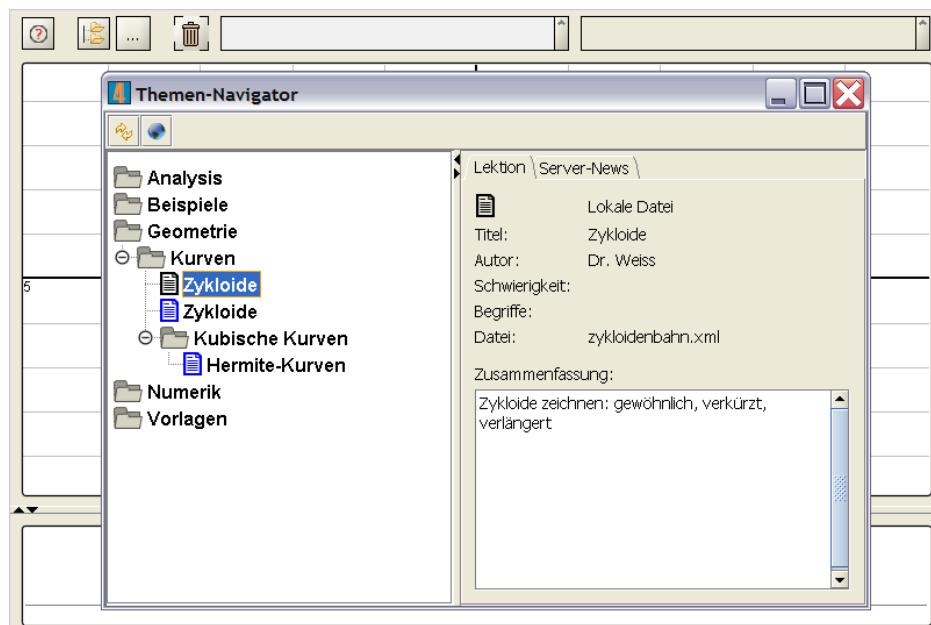 ...
Themen-Navigator
Analysis
Beispiele
Geometrie
Kurven
Zykloide
Zykloide
Kubische Kurven
Hermite-Kurven
Numerik
Vorlagen
Lektion Server-News
Lokale Datei
Titel: Zykloide
Autor: Dr. Weiss
Schwierigkeit:
Begriffe:
Datei: zykloidenbahn.xml
Zusammenfassung:
Zykloide zeichnen: gewöhnlich, verkürzt,
verlängert
5